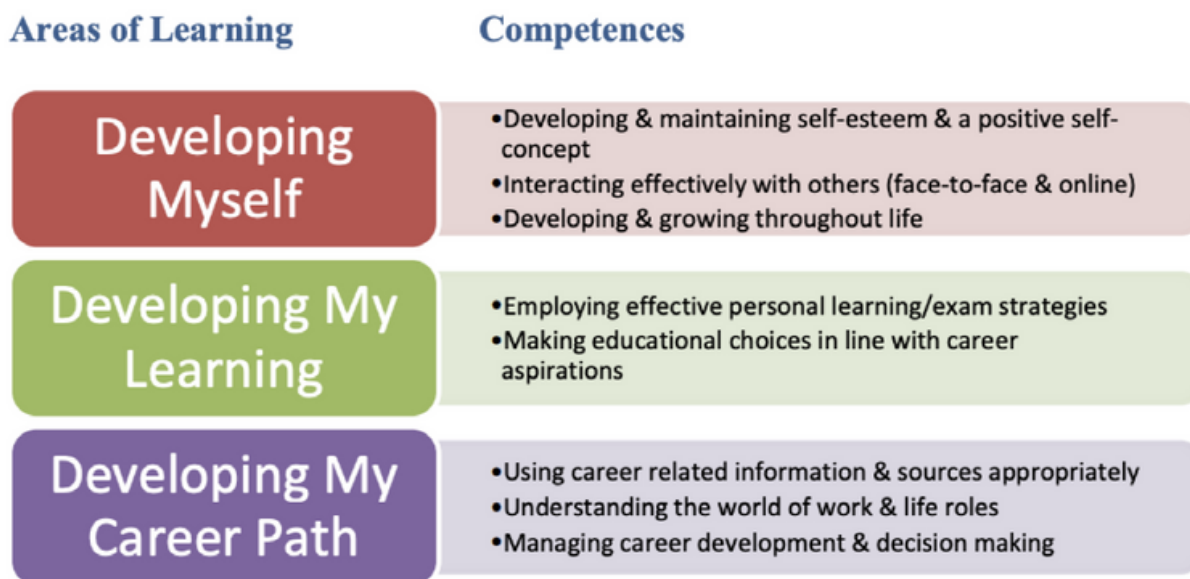 Areas of Learning
Competences
Developing
Myself
•Developing & maintaining self-esteem & a positive self-
concept
•Interacting effectively with others (face-to-face & online)
•Developing & growing throughout life
Developing My
Learning
•Employing effective personal learning/exam strategies
•Making educational choices in line with career
aspirations
Developing My
Career Path
•Using career related information & sources appropriately
•Understanding the world of work & life roles
•Managing career development & decision making